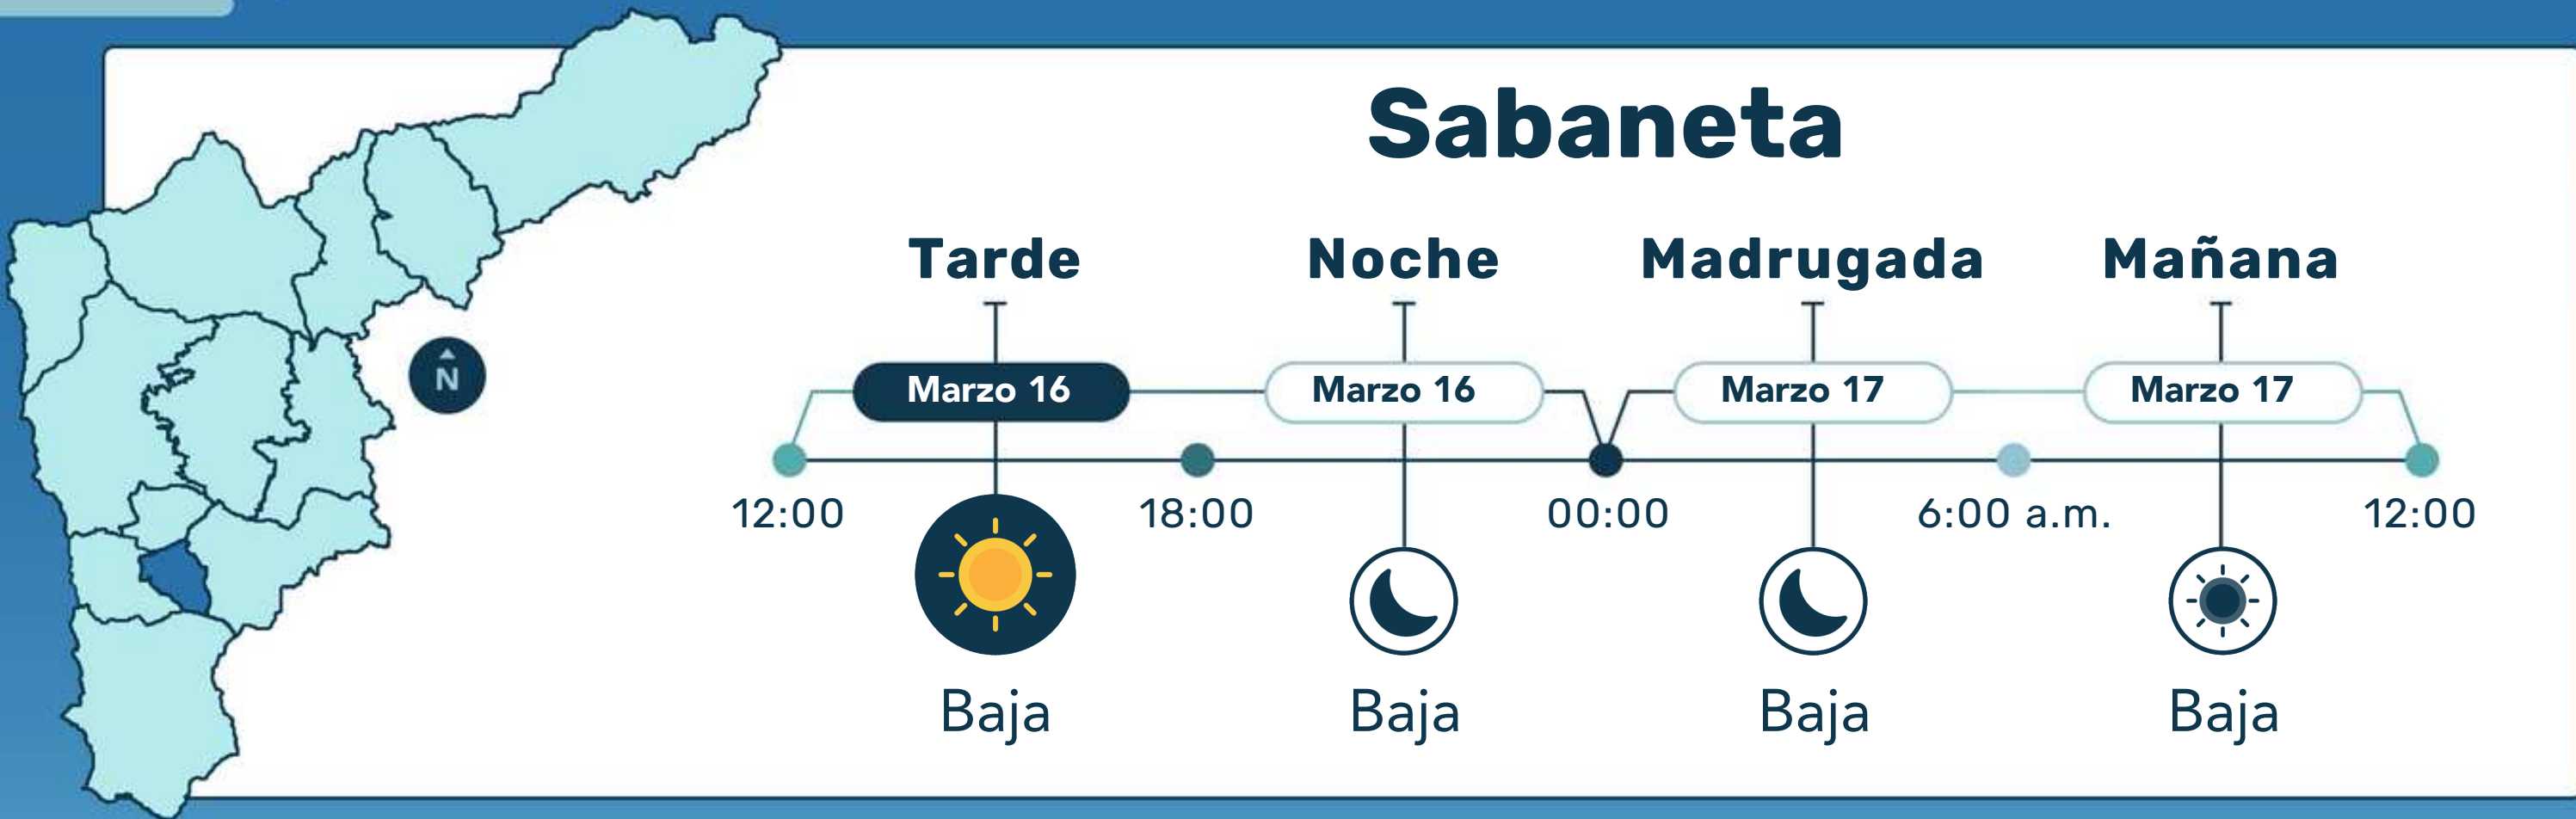 Sabaneta
Tarde Noche Madrugada Mañana
N
Marzo 16 Marzo 16 Marzo 17 Marzo 17
12:00 18:00 00:00 6:00 a.m. 12:00
Baja Baja Baja Baja